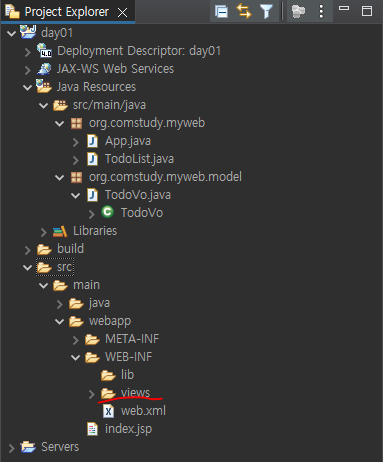 Project Explorer
day01
4.0
Deployment Descriptor: day01
JAX-WS Web Services
Java Resources
src/main/java
org.comstudy.myweb
App.java
TodoList.java
org.comstudy.myweb.model
TodoVo.java
TodoVo
Libraries
build
src
main
java
webapp
META-INF
WEB-INF
lib
views
web.xml
index.jsp
Servers